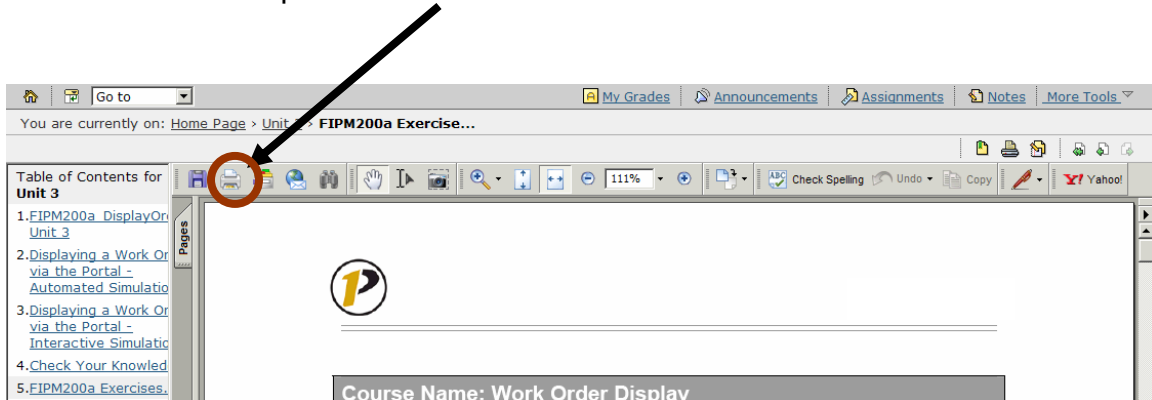 Go to
My Grades Announcements Assignments Notes More Tools
You are currently on: Home Page > Unit > FIPM200a Exercise...
Table of Contents for
Unit 3
111%
Check Spelling Undo Copy Y! Yahoo!
Pages
1.FIPM200a_DisplayOr
Unit 3
2.Displaying a Work Or
via the Portal -
Automated Simulatio
3.Displaying a Work Or
via the Portal -
Interactive Simulatio
4.Check Your Knowled
5.FIPM200a Exercises.
Course Name: Work Order Display